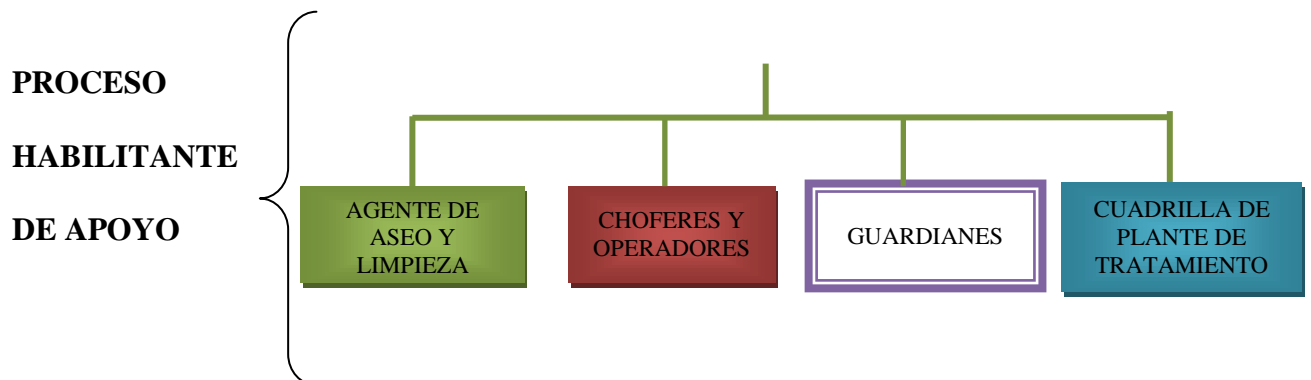 PROCESO
HABILITANTE
DE APOYO
AGENTE DE
ASEO Y
LIMPIEZA
CHOFERES Y
OPERADORES
GUARDIANES
CUADRILLA DE
PLANTE DE
TRATAMIENTO